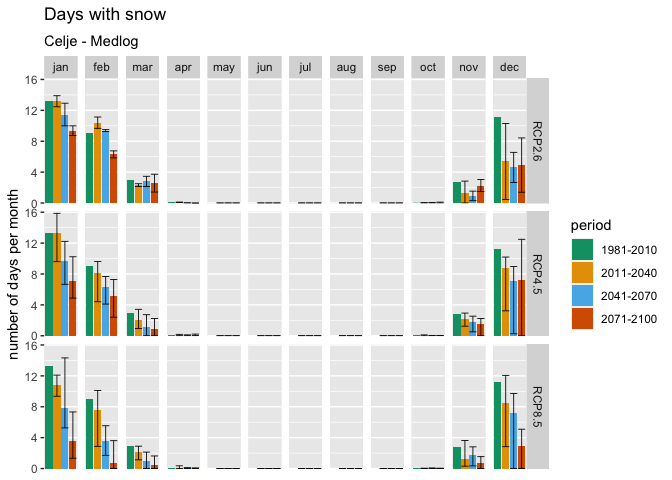 Days with snow
Celje - Medlog
jan feb mar apr may jun jul aug sep oct nov dec
number of days per month
16
12
8
4
0
RCP2.6
16
12
8
4
0
RCP4.5
16
12
8
4
0
RCP8.5
period
1981-2010
2011-2040
2041-2070
2071-2100